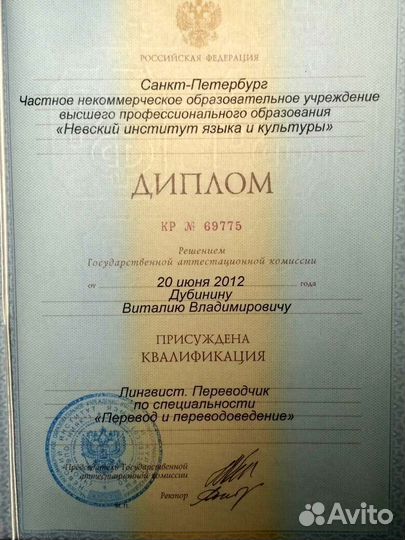 РОССИЙСКАЯ ФЕДЕРАЦИЯ
Санкт-Петербург
Частное некоммерческое образовательное учреждение
высшего профессионального образования
«Невский институт языка и культуры»
ДИПЛОМ
КР № 69775
Решением
Государственной аттестационной комиссии
от 20 июня 2012 года
Дубинину
Виталию Владимировичу
ПРИСУЖДЕНА
КВАЛИФИКАЦИЯ
Лингвист. Переводчик
по специальности
«Перевод и переводоведение»
Председатель Государственной
аттестационной комиссии
Ректор
М.П.
Avito